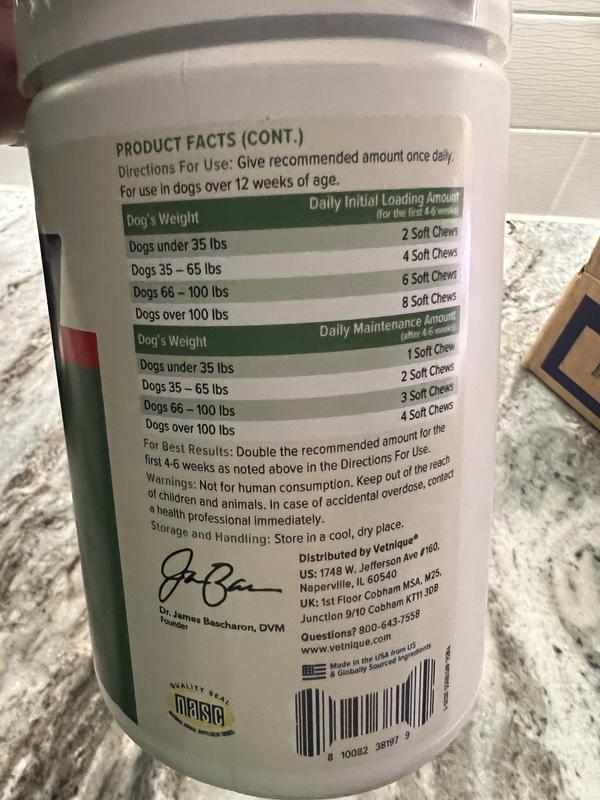 PRODUCT FACTS (CONT.)
Directions For Use: Give recommended amount once daily.
For use in dogs over 12 weeks of age.
Dog's Weight Daily Initial Loading Amount
(for the first 4-6 weeks)
Dogs under 35 lbs 2 Soft Chews
Dogs 35 – 65 lbs 4 Soft Chews
Dogs 66 – 100 lbs 6 Soft Chews
Dogs over 100 lbs 8 Soft Chews
Dog's Weight Daily Maintenance Amount
(after 4-6 weeks)
Dogs under 35 lbs 1 Soft Chew
Dogs 35 – 65 lbs 2 Soft Chews
Dogs 66 – 100 lbs 3 Soft Chews
Dogs over 100 lbs 4 Soft Chews
For Best Results: Double the recommended amount for the
first 4-6 weeks as noted above in the Directions For Use.
Warnings: Not for human consumption. Keep out of the reach
of children and animals. In case of accidental overdose, contact
a health professional immediately.
Storage and Handling: Store in a cool, dry place.
Dr. James Bascharon, DVM
Founder
Distributed by Vetnique®
US: 1748 W. Jefferson Ave #160,
Naperville, IL 60540
UK: 1st Floor Cobham MSA, M25,
Junction 9/10 Cobham KT11 3DB
Questions? 800-643-7558
www.vetnique.com
Made in the USA from US
& Globally Sourced Ingredients
QUALITY SEAL
nasc
NATIONAL ANIMAL SUPPLEMENT COUNCIL
8 10082 38197 9